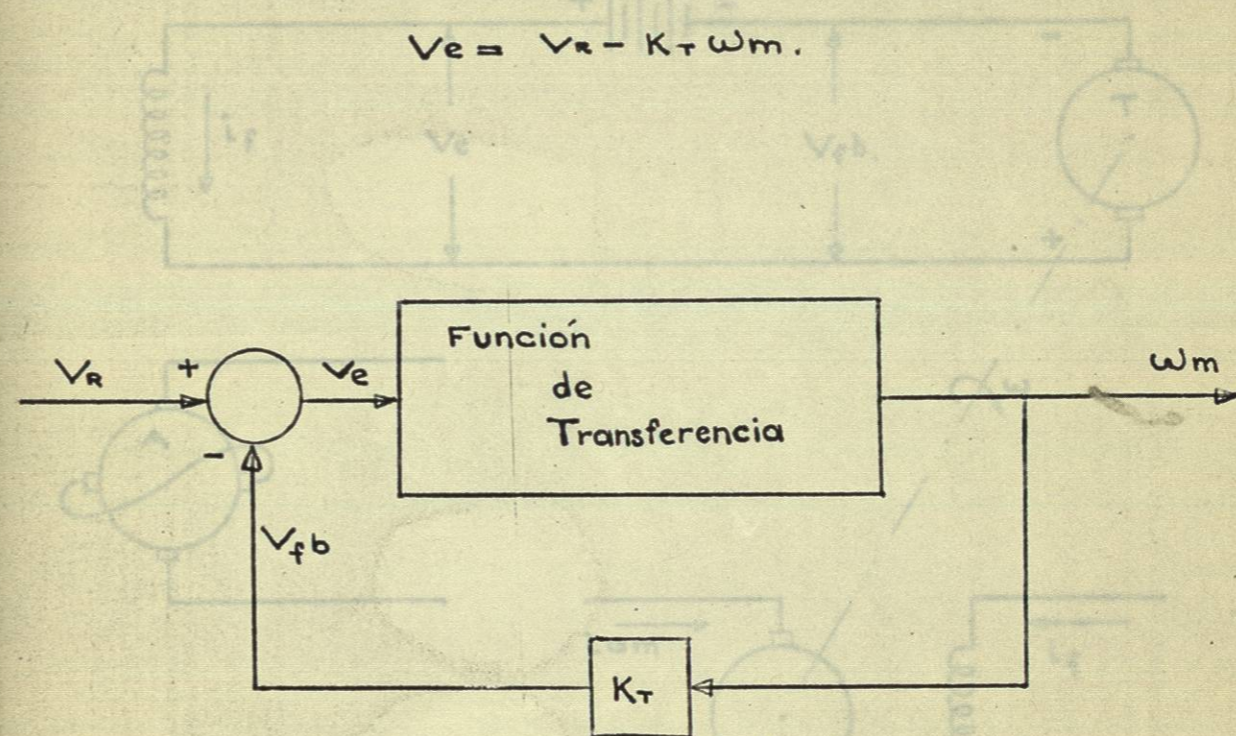 Ve = VR - KT ωm.
Función
de
Transferencia
VR
+
-
Ve
ωm
Vfb
KT